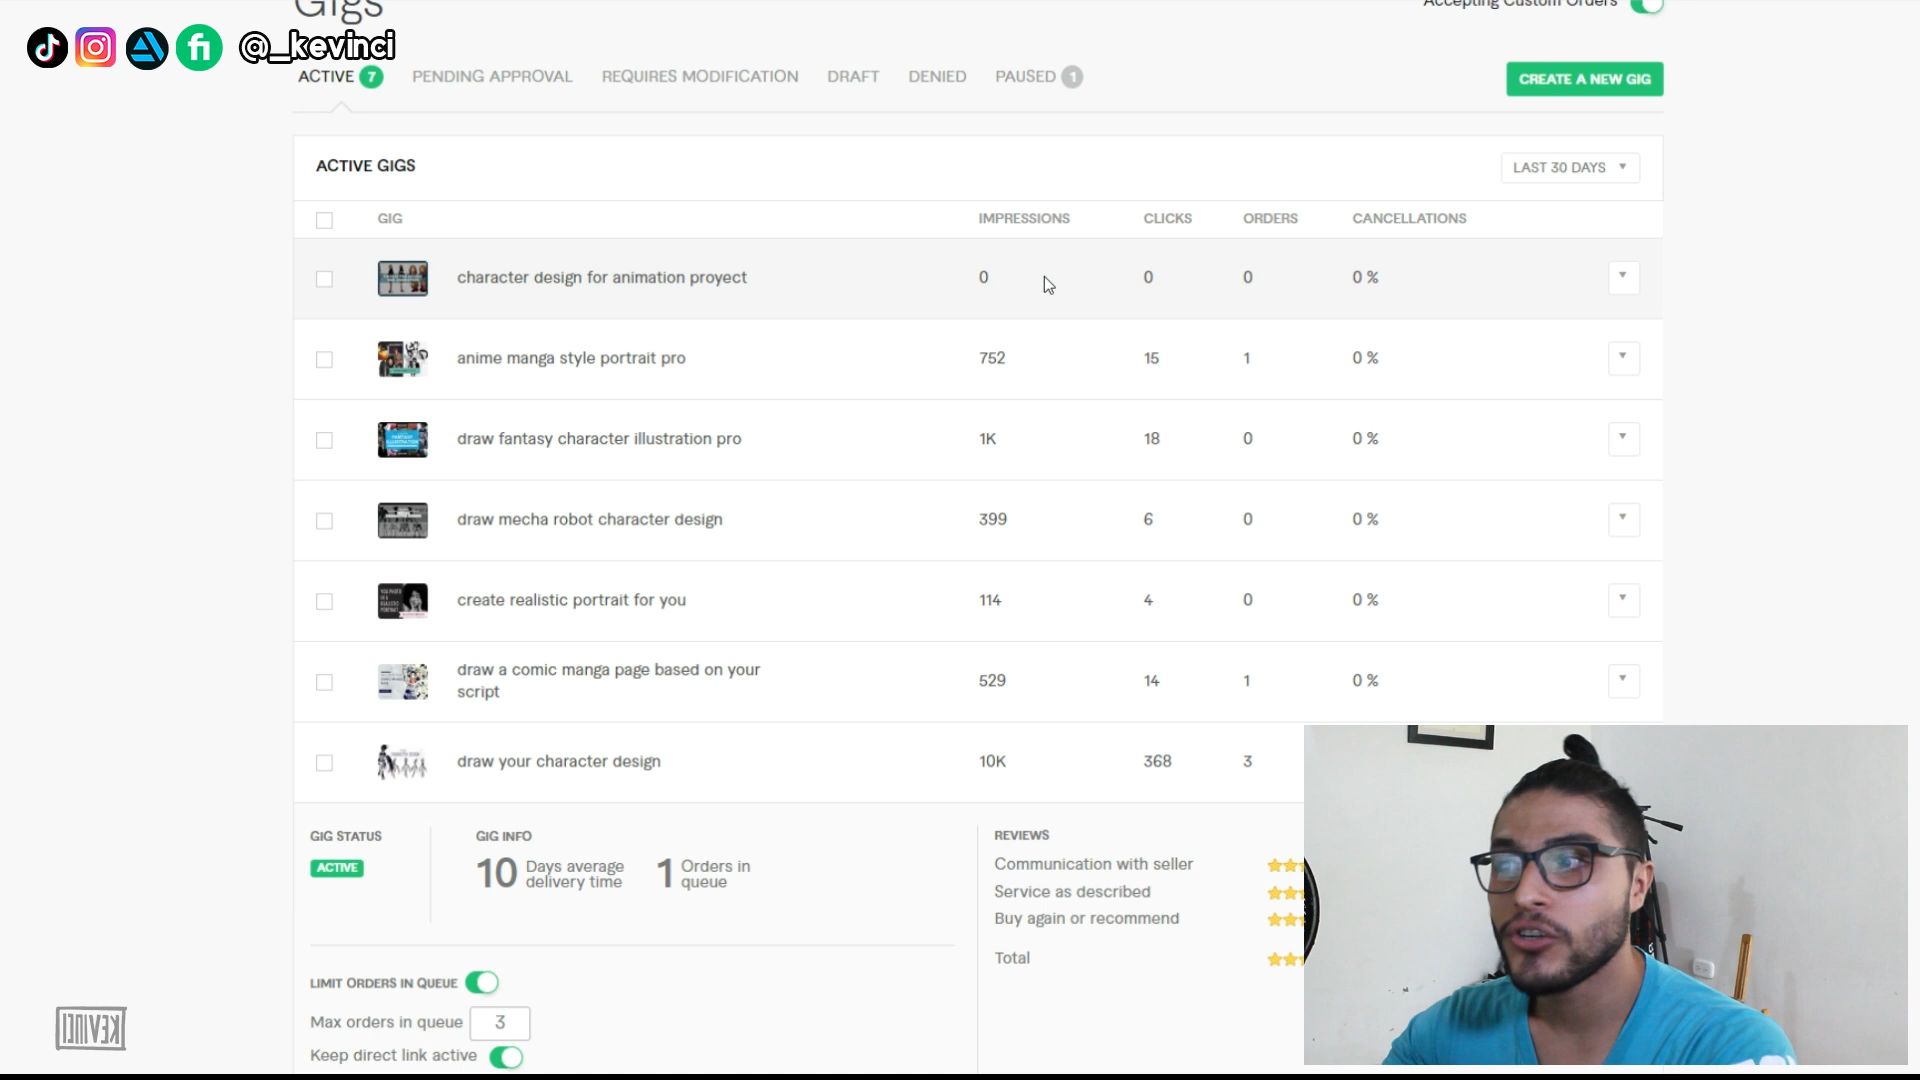 Gigs
Accepting Custom Orders
@_kevinci
ACTIVE 7
PENDING APPROVAL
REQUIRES MODIFICATION
DRAFT
DENIED
PAUSED 1
CREATE A NEW GIG
ACTIVE GIGS
LAST 30 DAYS
GIG IMPRESSIONS CLICKS ORDERS CANCELLATIONS
character design for animation proyect 0 0 0 0 %
anime manga style portrait pro 752 15 1 0 %
draw fantasy character illustration pro 1K 18 0 0 %
draw mecha robot character design 399 6 0 0 %
create realistic portrait for you 114 4 0 0 %
draw a comic manga page based on your
script 529 14 1 0 %
draw your character design 10K 368 3
GIG STATUS
ACTIVE
GIG INFO
10 Days average
delivery time
1 Orders in
queue
REVIEWS
Communication with seller
Service as described
Buy again or recommend
Total
LIMIT ORDERS IN QUEUE
Max orders in queue 3
Keep direct link active
KEVINCI